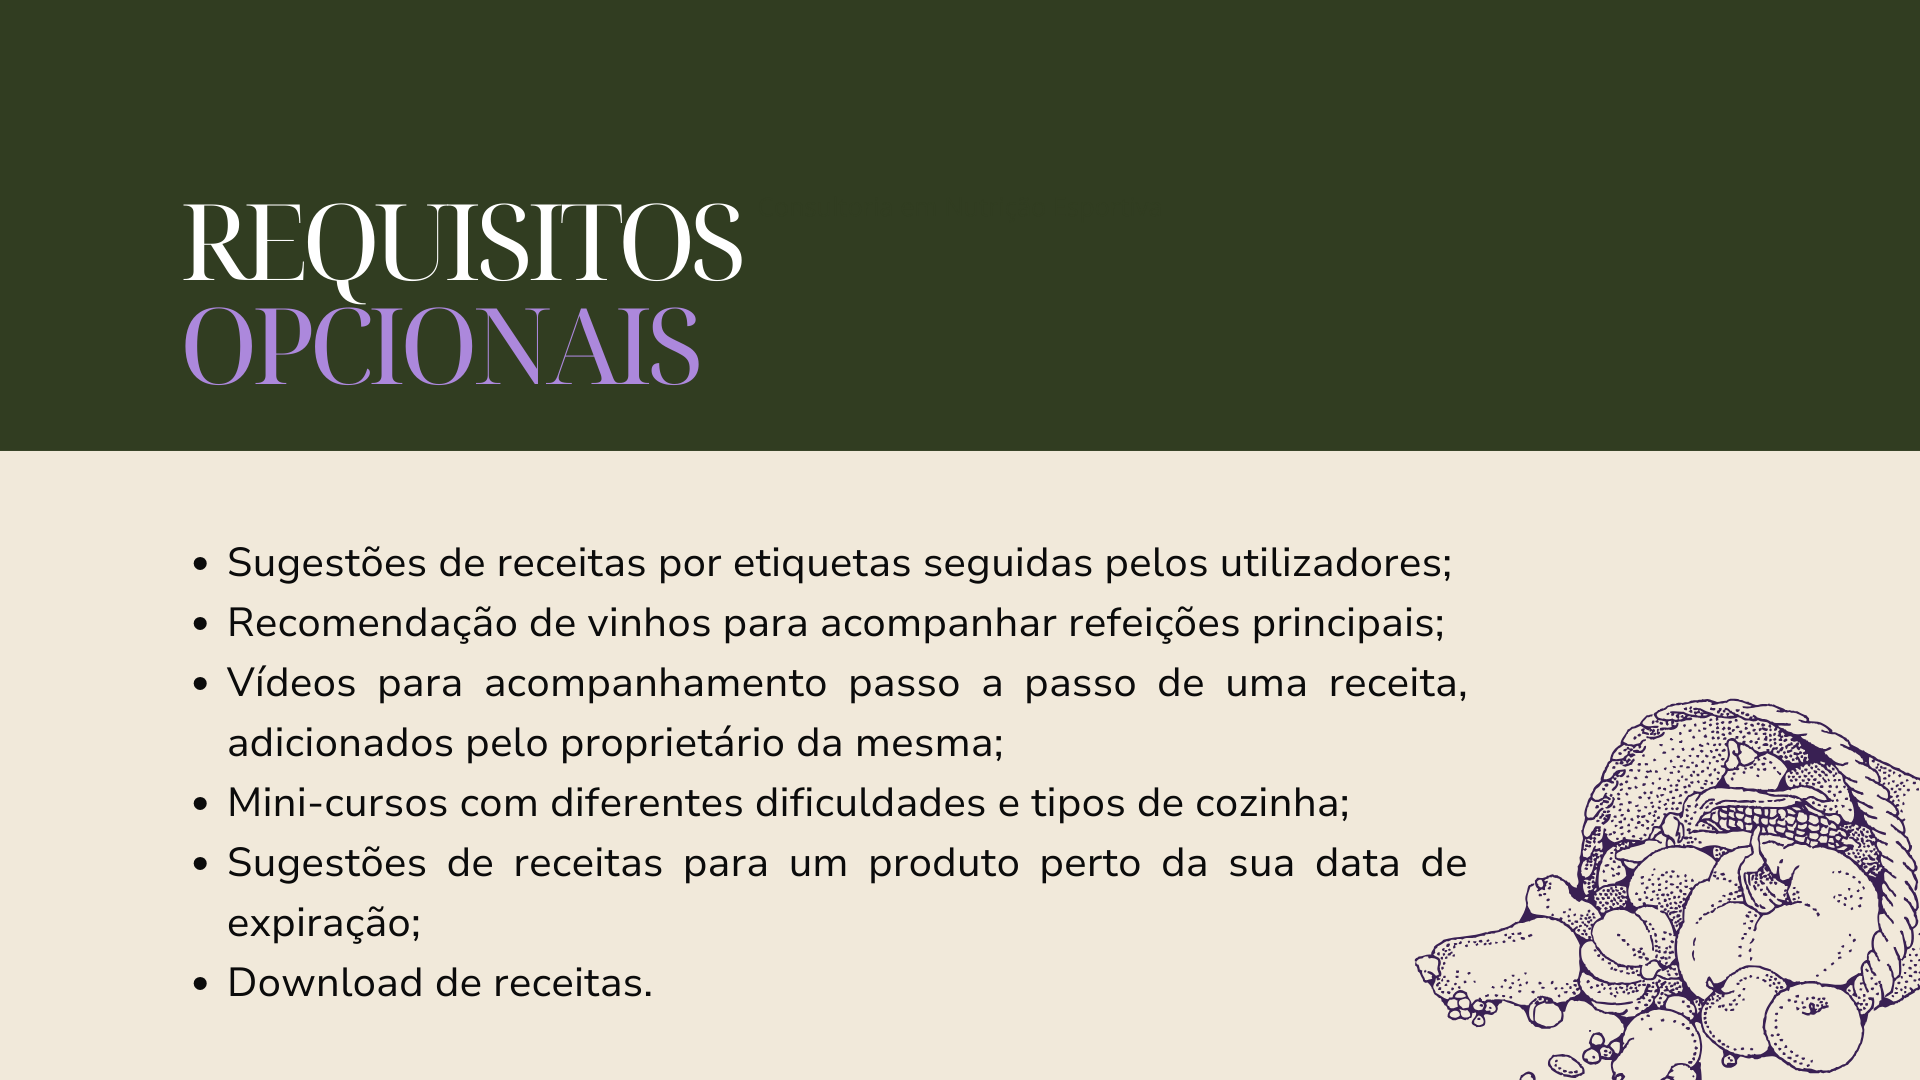 REQUISITOS
OPCIONAIS
• Sugestões de receitas por etiquetas seguidas pelos utilizadores;
• Recomendação de vinhos para acompanhar refeições principais;
• Vídeos para acompanhamento passo a passo de uma receita,
adicionados pelo proprietário da mesma;
• Mini-cursos com diferentes dificuldades e tipos de cozinha;
• Sugestões de receitas para um produto perto da sua data de
expiração;
• Download de receitas.